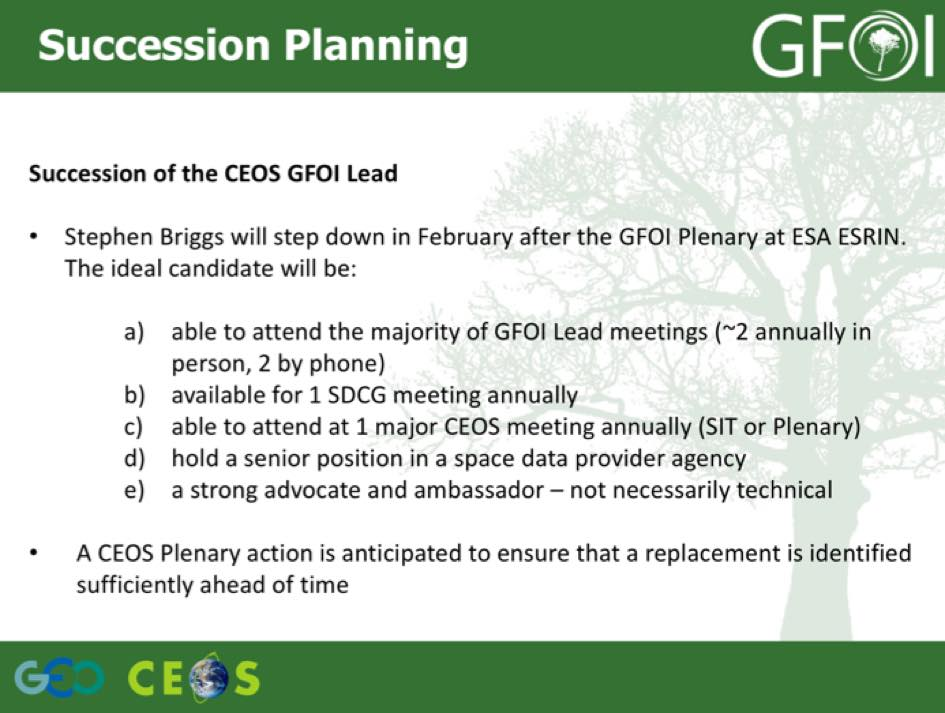 Succession Planning
GFOI
Succession of the CEOS GFOI Lead
• Stephen Briggs will step down in February after the GFOI Plenary at ESA ESRIN.
The ideal candidate will be:
a) able to attend the majority of GFOI Lead meetings (~2 annually in
person, 2 by phone)
b) available for 1 SDCG meeting annually
c) able to attend at 1 major CEOS meeting annually (SIT or Plenary)
d) hold a senior position in a space data provider agency
e) a strong advocate and ambassador – not necessarily technical
• A CEOS Plenary action is anticipated to ensure that a replacement is identified
sufficiently ahead of time
GEO CEOS